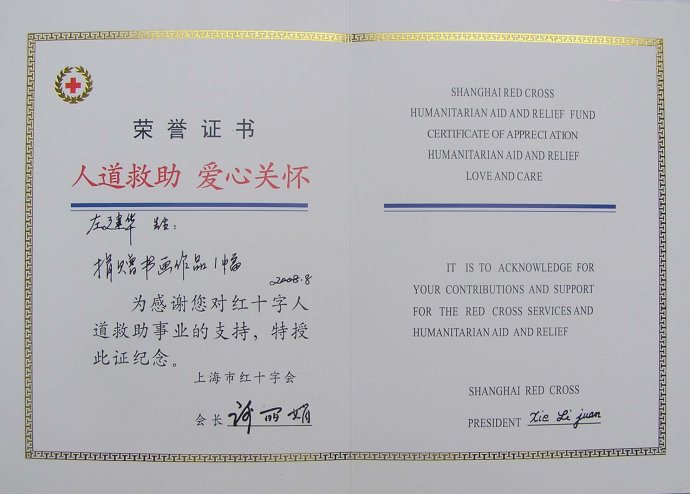 荣誉证书
人道救助 爱心关怀
左建华 先生:
捐赠书画作品1幅
2008.8
为感谢您对红十字人
道救助事业的支持，特授
此证纪念。
上海市红十字会
会长 谢丽娟
SHANGHAI RED CROSS
HUMANITARIAN AID AND RELIEF FUND
CERTIFICATE OF APPRECIATION
HUMANITARIAN AID AND RELIEF
LOVE AND CARE
IT IS TO ACKNOWLEDGE FOR
YOUR CONTRIBUTIONS AND SUPPORT
FOR THE RED CROSS SERVICES AND
HUMANITARIAN AID AND RELIEF
SHANGHAI RED CROSS
PRESIDENT Xie Li juan